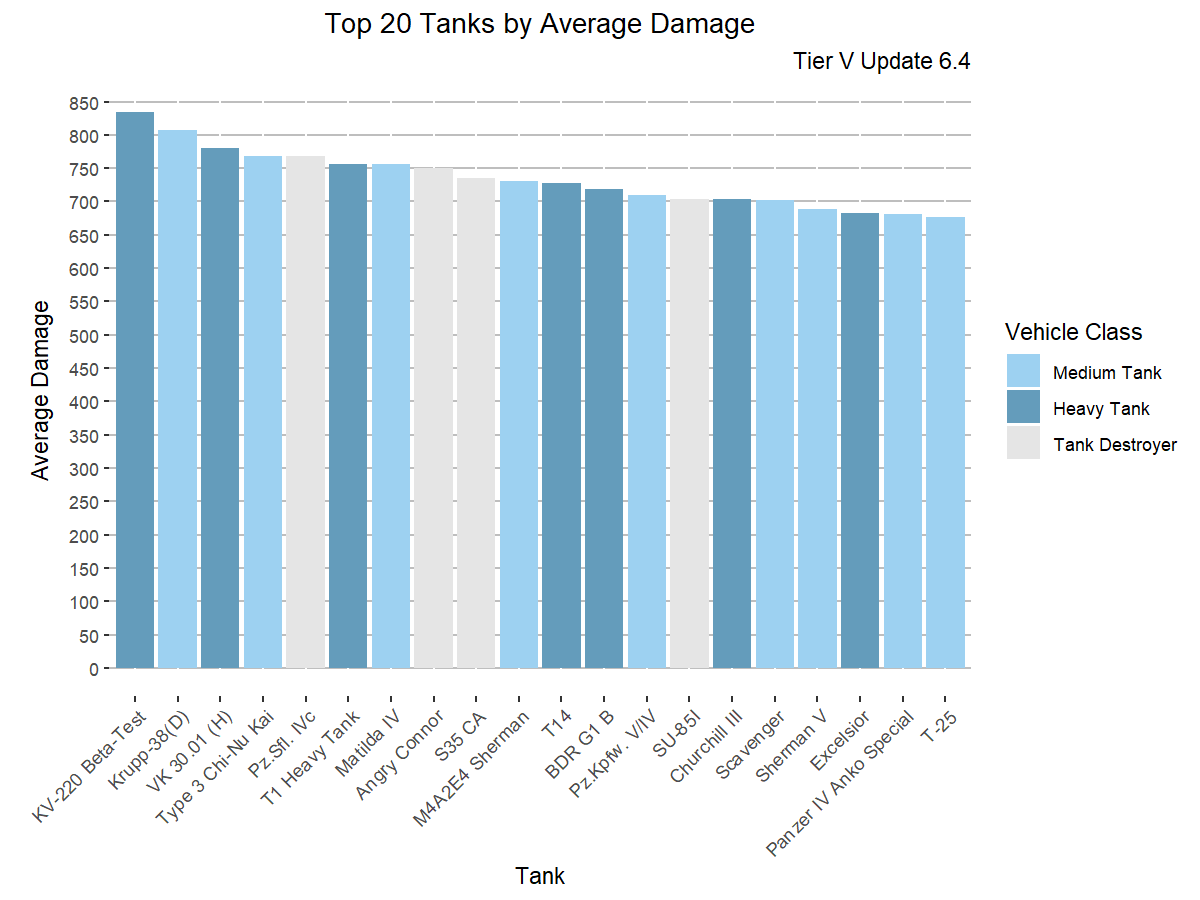 Top 20 Tanks by Average Damage
Tier V Update 6.4
Average Damage
850
800
750
700
650
600
550
500
450
400
350
300
250
200
150
100
50
0
KV-220 Beta-Test
Krupp-38(D)
VK 30.01 (H)
Type 3 Chi-Nu Kai
Pz.Sfl. IVc
T1 Heavy Tank
Matilda IV
Angry Connor
S35 CA
M4A2E4 Sherman
T14
BDR G1 B
Pz.Kpfw. V/IV
SU-85I
Churchill III
Scavenger
Sherman V
Excelsior
Panzer IV Anko Special
T-25
Tank
Vehicle Class
Medium Tank
Heavy Tank
Tank Destroyer